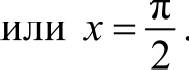 или x = π/2.